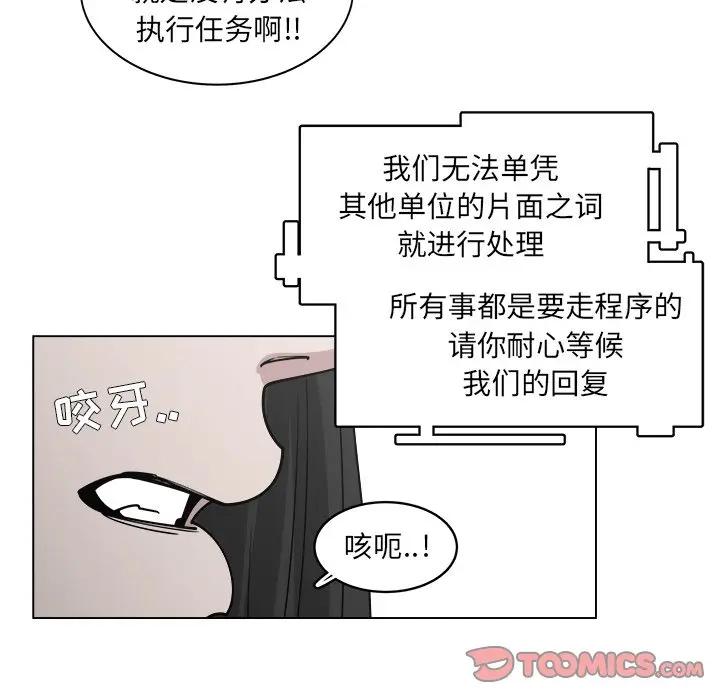 执行任务啊!!
我们无法单凭
其他单位的片面之词
就进行处理
所有事都是要走程序的
请你耐心等候
我们的回复
咬牙..
咳呃..!
TOOMICS.COM